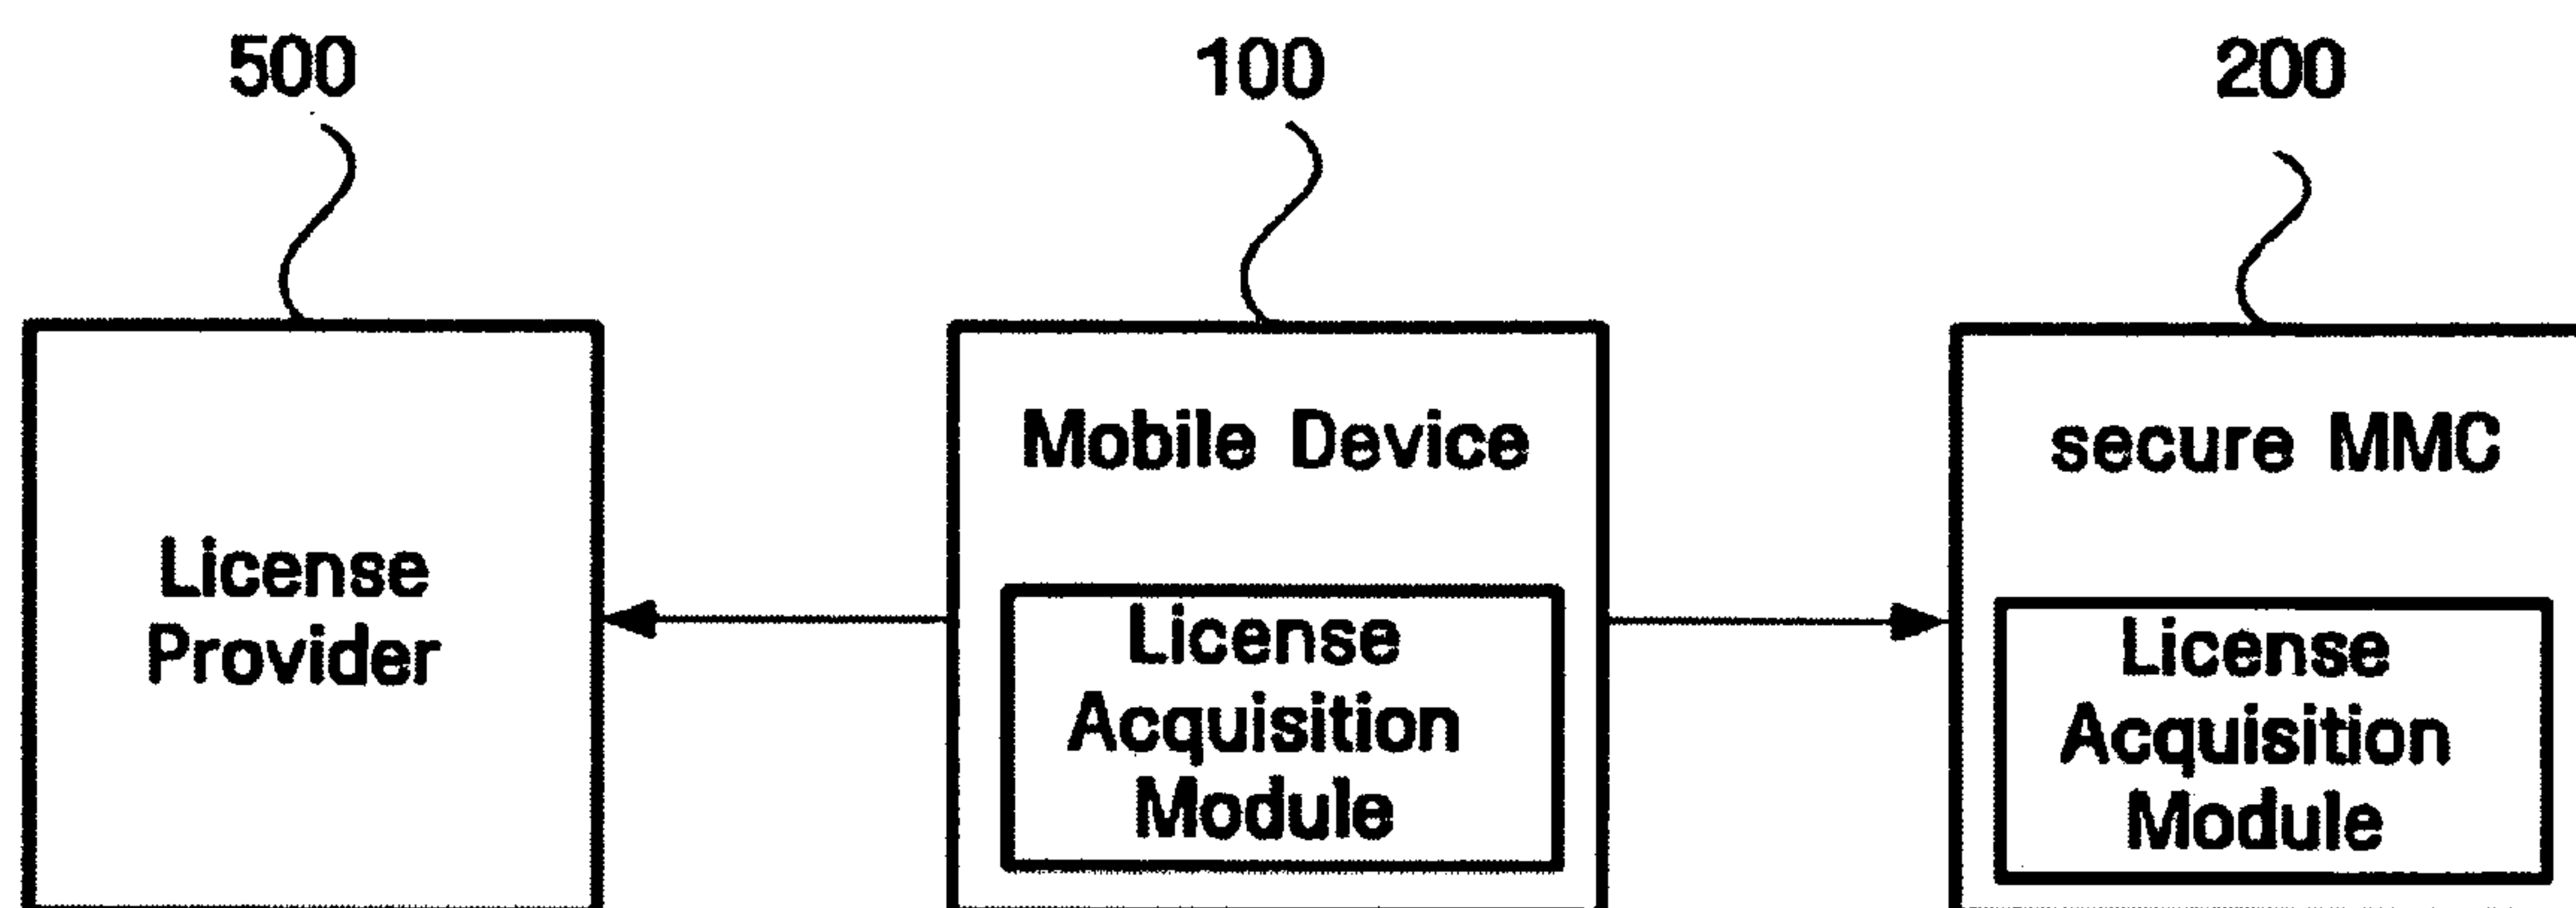 500
100
200
License
Provider
Mobile Device
License
Acquisition
Module
secure MMC
License
Acquisition
Module